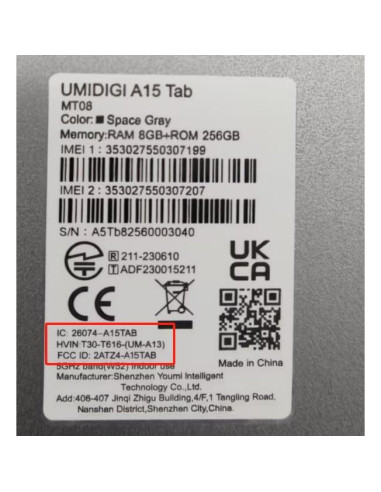 UMIDIGI A15 Tab
MT08
Color: ■ Space Gray
Memory:RAM 8GB+ROM 256GB
IMEI 1 : 353027550307199
IMEI 2 : 353027550307207
S/N : A5Tb82560003040
R 211-230610
T ADF230015211
UK
CA
CE
IC: 26074-A15TAB
HVIN:T30-T616-(UM-A13)
FCC ID: 2ATZ4-A15TAB
5GHz band(W52) Indoor use
Made in China
Manufacturer:Shenzhen Youmi Intelligent
Technology Co., Ltd
Add:406-407 Jinqi Zhigu Building,4/F,1 Tangling Road,
Nanshan District,Shenzhen City,China.